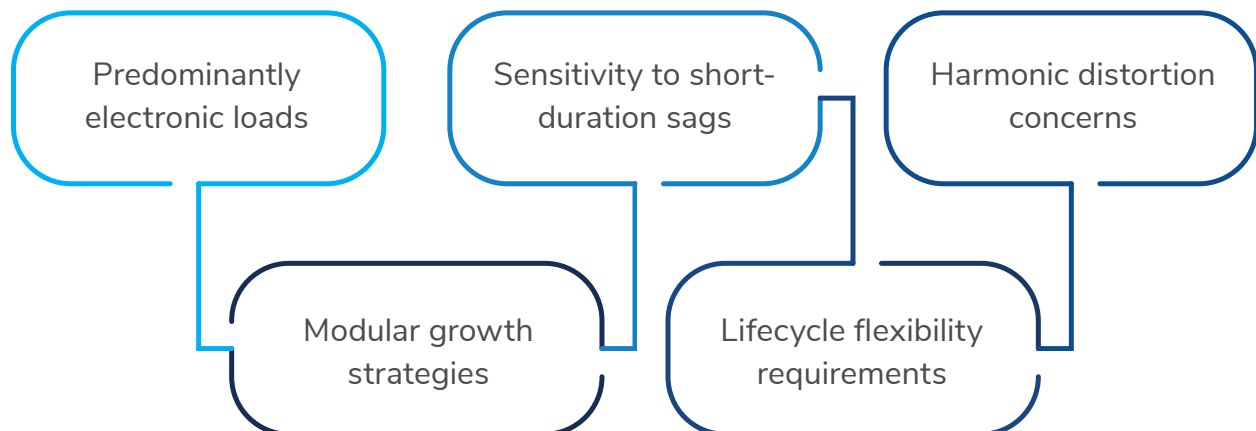 Predominantly
electronic loads
Sensitivity to short-
duration sags
Harmonic distortion
concerns
Modular growth
strategies
Lifecycle flexibility
requirements